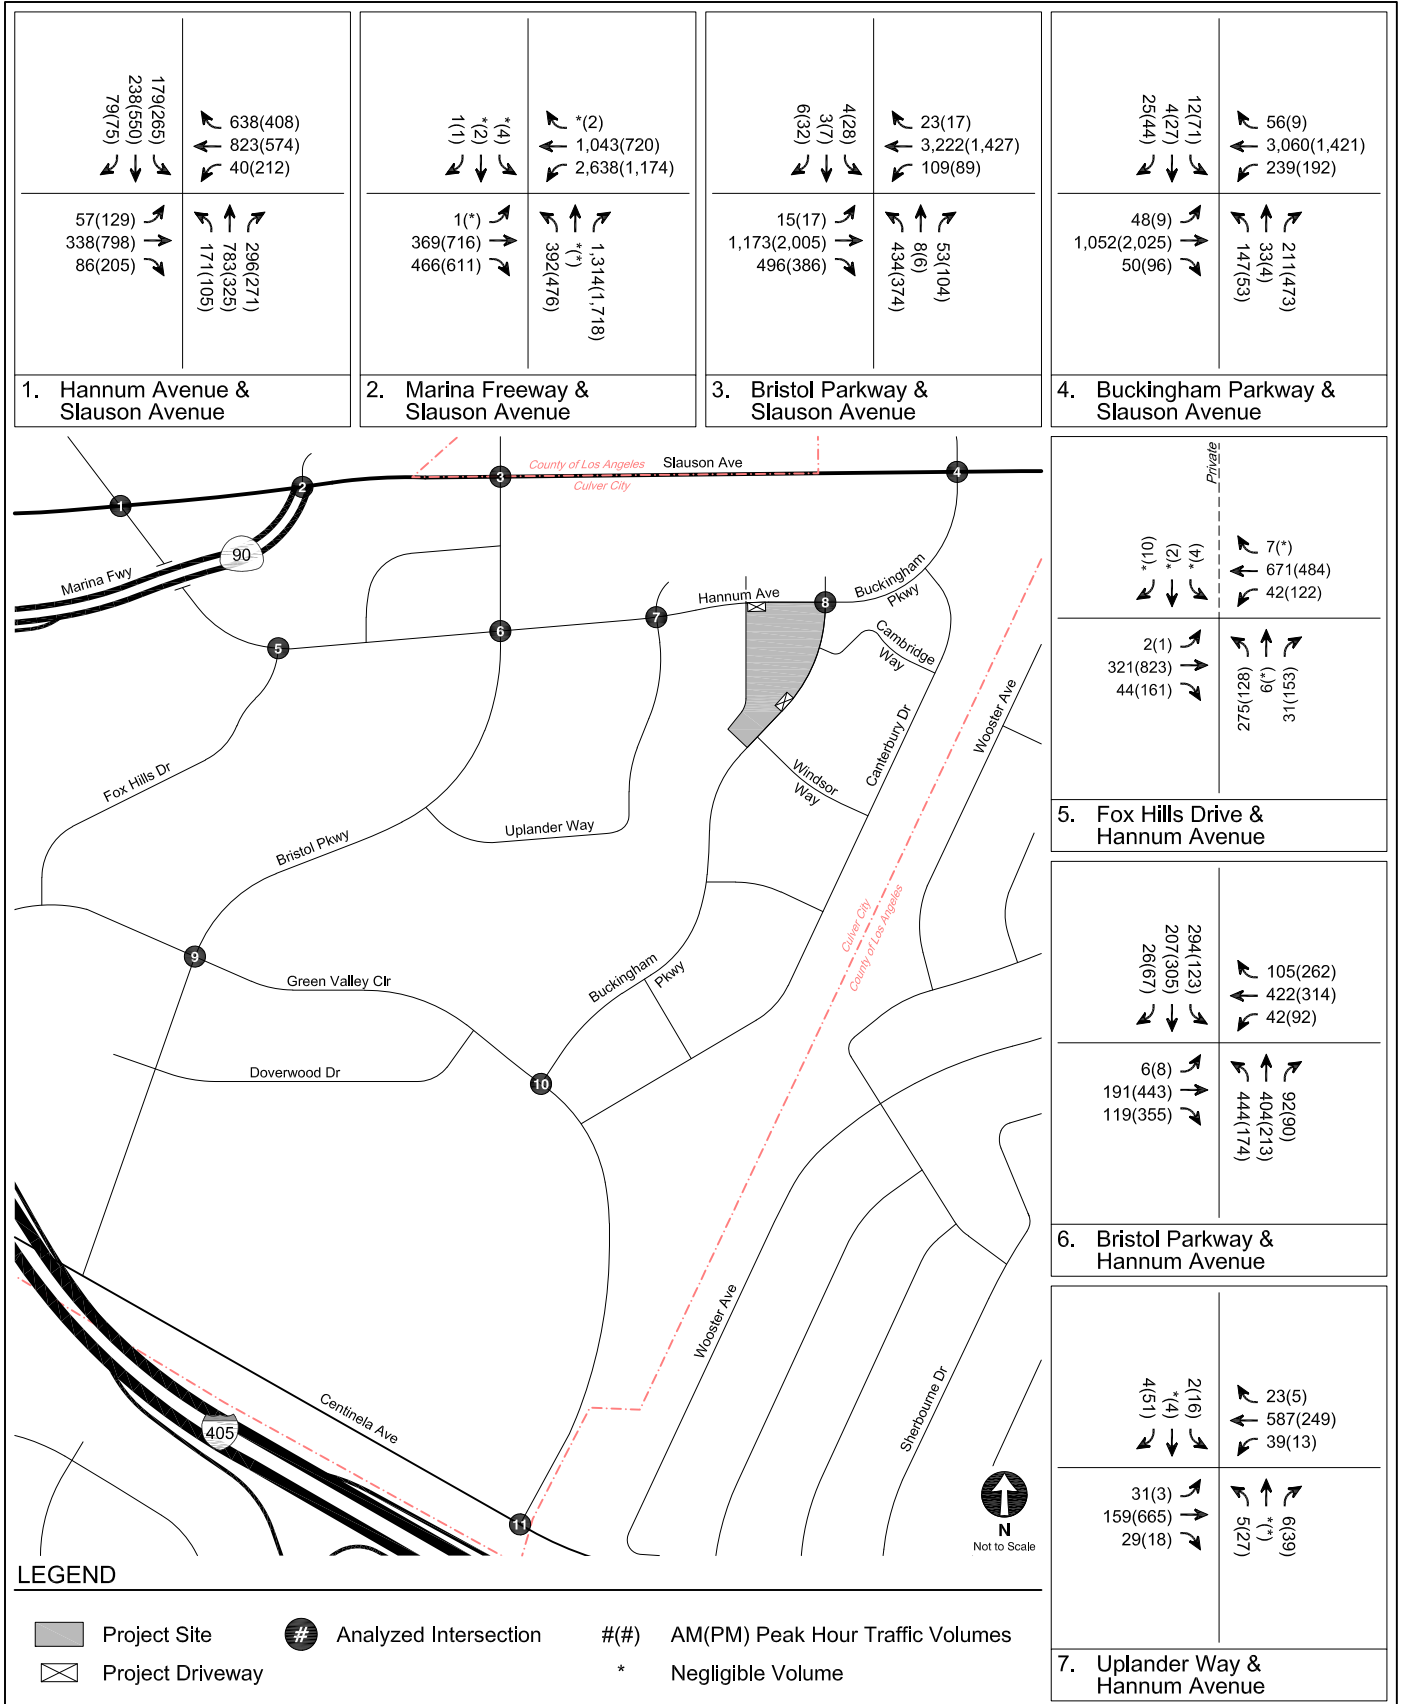 179(265)
238(550)
79(75)
638(408)
823(574)
40(212)
57(129)
338(798)
86(205)
171(105)
783(325)
296(271)
1. Hannum Avenue &
Slauson Avenue
*(4)
*(2)
1(1)
*(2)
1,043(720)
2,638(1,174)
1(*)
369(716)
466(611)
392(476)
*(*)
1,314(1,718)
2. Marina Freeway &
Slauson Avenue
4(28)
3(7)
6(32)
23(17)
3,222(1,427)
109(89)
15(17)
1,173(2,005)
496(386)
434(374)
8(6)
53(104)
3. Bristol Parkway &
Slauson Avenue
12(71)
4(27)
25(44)
56(9)
3,060(1,421)
239(192)
48(9)
1,052(2,025)
50(96)
147(53)
33(4)
211(473)
4. Buckingham Parkway &
Slauson Avenue
Private
*(4)
*(2)
*(10)
7(*)
671(484)
42(122)
2(1)
321(823)
44(161)
275(128)
6(*)
31(153)
5. Fox Hills Drive &
Hannum Avenue
294(123)
207(305)
26(67)
105(262)
422(314)
42(92)
6(8)
191(443)
119(355)
444(174)
404(213)
92(90)
6. Bristol Parkway &
Hannum Avenue
2(16)
*(4)
4(51)
23(5)
587(249)
39(13)
31(3)
159(665)
29(18)
5(27)
*(*)
6(39)
7. Uplander Way &
Hannum Avenue
County of Los Angeles
Slauson Ave
Culver City
1
2
3
4
90
Marina Fwy
Hannum Ave
Buckingham
Pkwy
5
6
7
8
Cambridge
Way
Wooster Ave
Canterbury Dr
Windsor
Way
Fox Hills Dr
Bristol Pkwy
Uplander Way
Culver City
County of Los Angeles
9
Green Valley Cir
Buckingham
Pkwy
Doverwood Dr
10
Wooster Ave
Sherbourne Dr
Centinela Ave
405
11
N
Not to Scale
LEGEND
Project Site
# Analyzed Intersection
#(#) AM(PM) Peak Hour Traffic Volumes
Project Driveway
* Negligible Volume